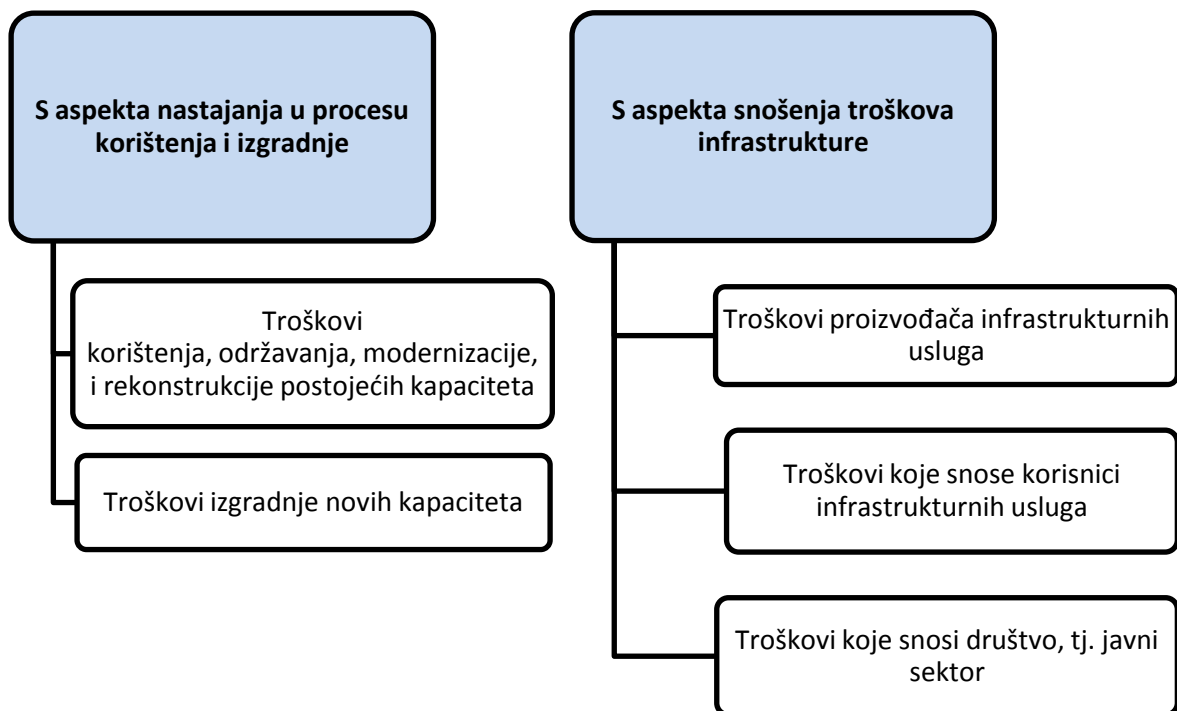 S aspekta nastajanja u procesu
korištenja i izgradnje
Troškovi
korištenja, održavanja, modernizacije,
i rekonstrukcije postojećih kapaciteta
Troškovi izgradnje novih kapaciteta
S aspekta snošenja troškova
infrastrukture
Troškovi proizvođača infrastrukturnih
usluga
Troškovi koje snose korisnici
infrastrukturnih usluga
Troškovi koje snosi društvo, tj. javni
sektor